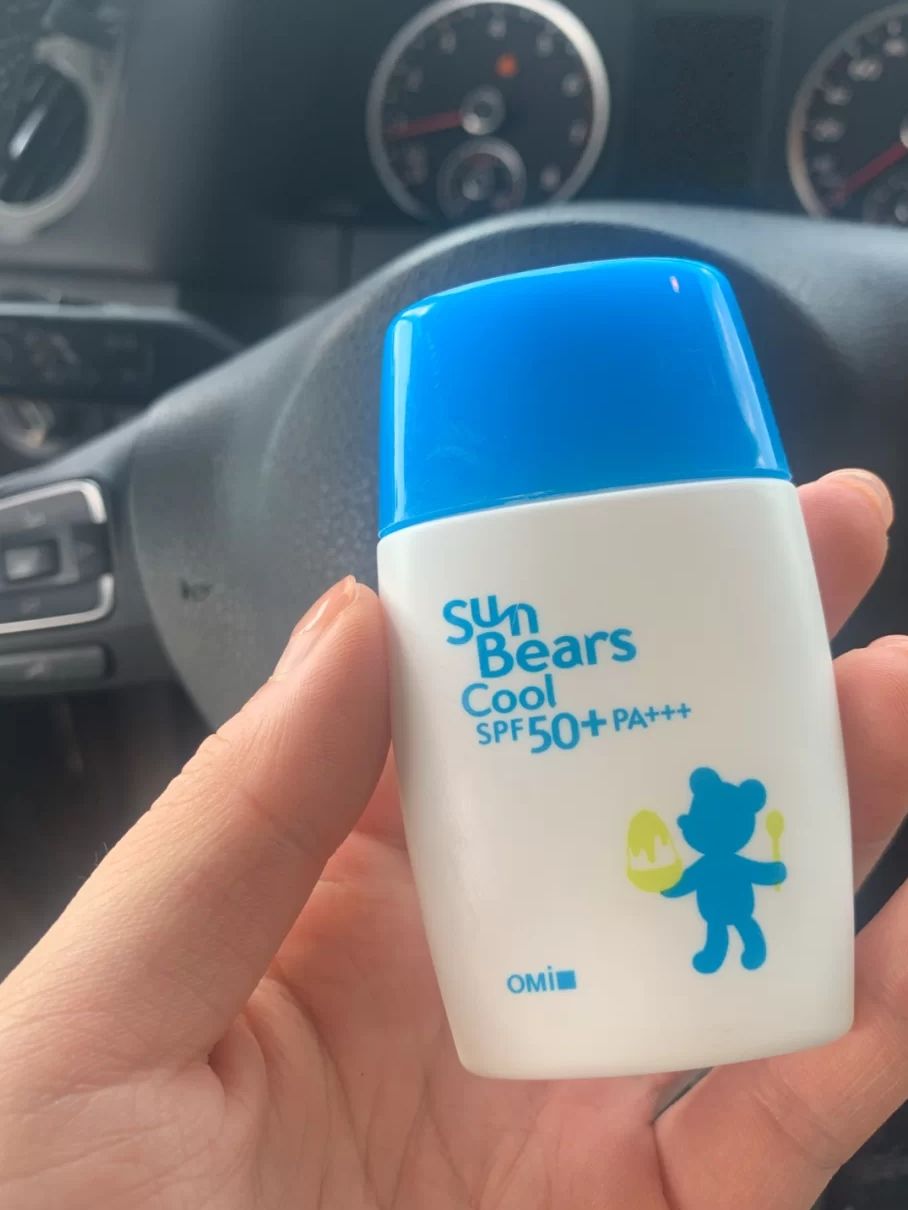 Sun
Bears
Cool
SPF50+ PA+++
OMI